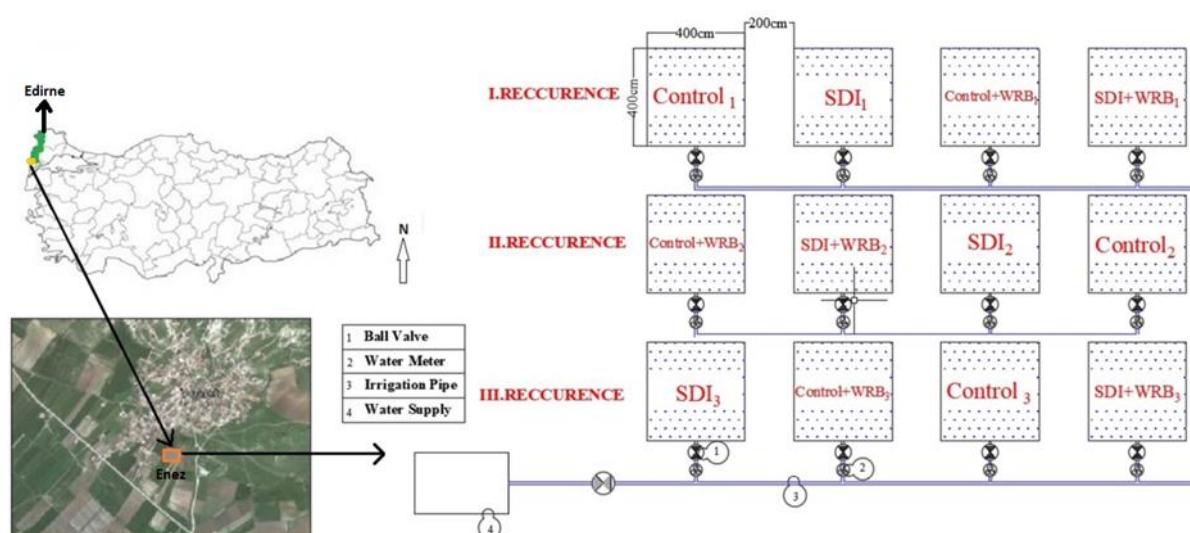 Edirne
N
Enez
1 Ball Valve
2 Water Meter
3 Irrigation Pipe
4 Water Supply
400cm
200cm
400cm
I.RECCURENCE
Control 1
SDI1
Control+WRB1
SDI+WRB1
II.RECCURENCE
Control+WRB2
SDI+WRB2
SDI2
Control2
III.RECCURENCE
SDI3
Control+WRB3
Control 3
SDI+WRB3
1
2
3
4